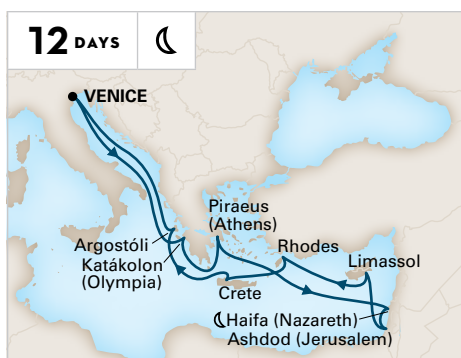 12 DAYS
VENICE
Piraeus
(Athens)
Argostóli
Katákolon
(Olympia)
Rhodes
Limassol
Crete
Haifa (Nazareth)
Ashdod (Jerusalem)